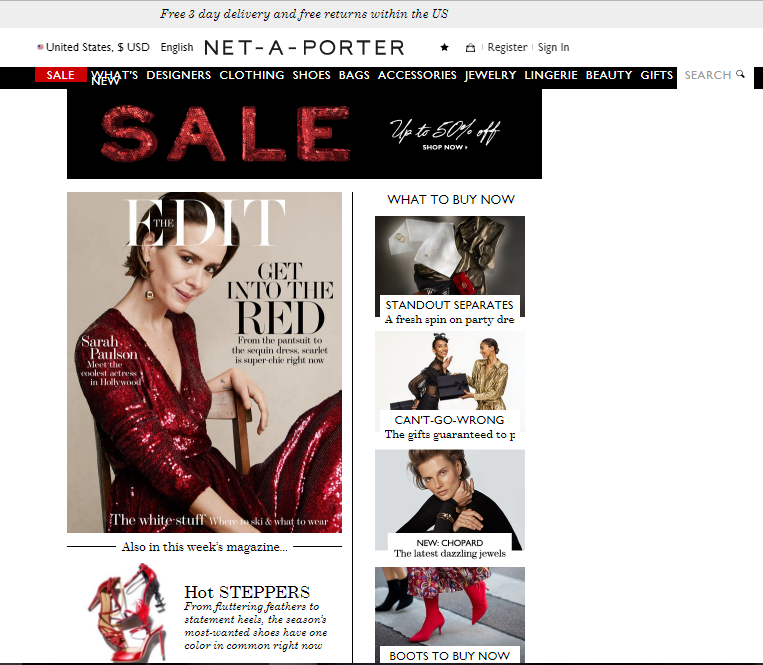 Free 3 day delivery and free returns within the US
United States, $ USD English NET-A-PORTER Register Sign In
SALE WHAT'S NEW DESIGNERS CLOTHING SHOES BAGS ACCESSORIES JEWELRY LINGERIE BEAUTY GIFTS SEARCH
SALE
Up to 50% off
SHOP NOW
THE EDIT
GET
INTO THE
RED
From the pantsuit to
the sequin dress, scarlet
is super-chic right now
Sarah
Paulson
Meet the
coolest actress
in Hollywood
The white stuff Where to ski & what to wear
Also in this week's magazine...
Hot STEPPERS
From fluttering feathers to
statement heels, the season's
most-wanted shoes have one
color in common right now
WHAT TO BUY NOW
STANDOUT SEPARATES
A fresh spin on party dre
CAN'T-GO-WRONG
The gifts guaranteed to p
NEW: CHOPARD
The latest dazzling jewels
BOOTS TO BUY NOW